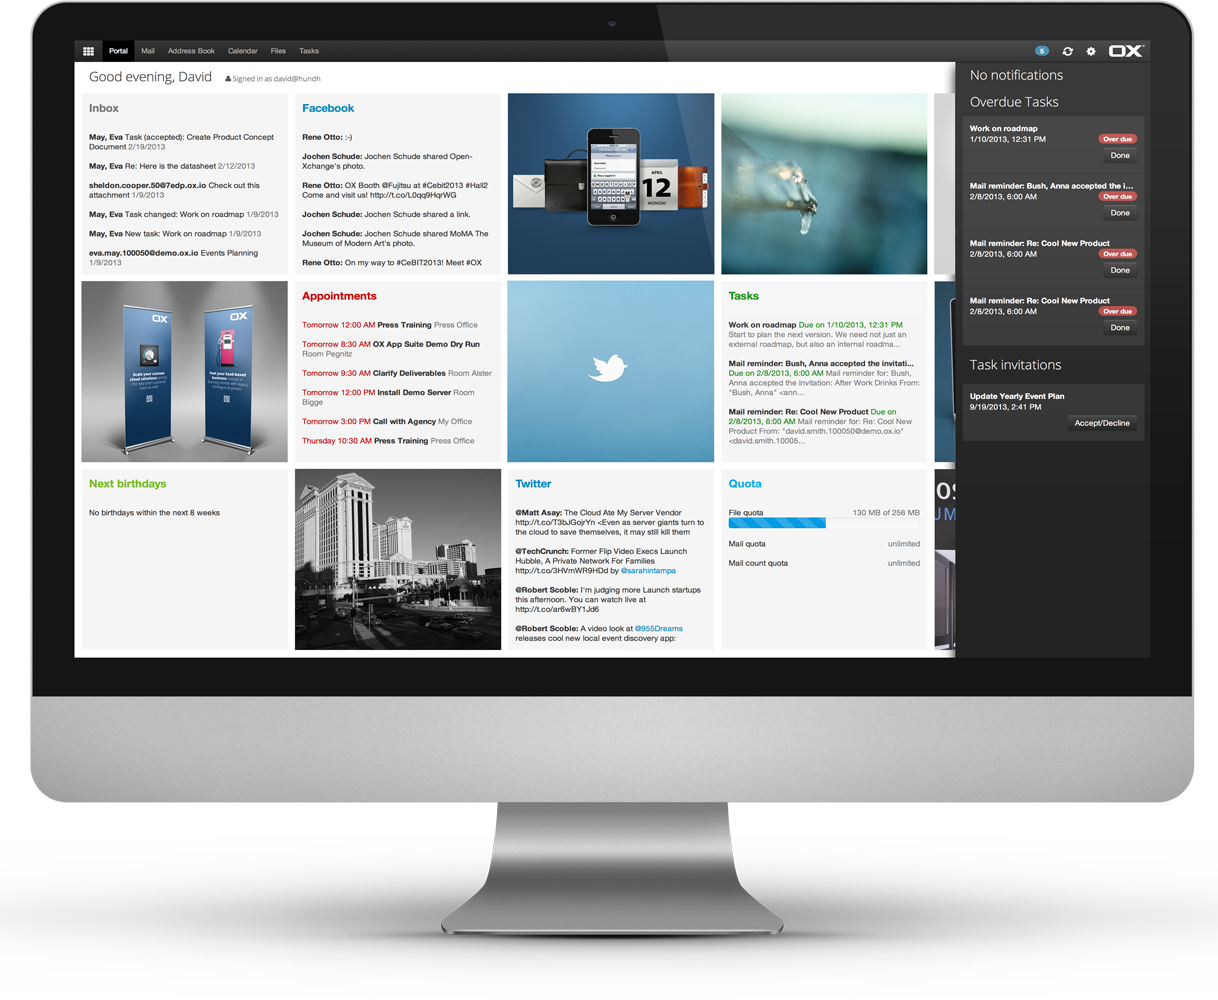 Portal Mail Address Book Calendar Files Tasks
5
OX
Good evening, David
Signed in as david@hundh
Inbox
May, Eva Task (accepted): Create Product Concept
Document 2/19/2013
May, Eva Re: Here is the datasheet 2/12/2013
sheldon.cooper.50@7edp.ox.io Check out this
attachment 1/9/2013
May, Eva Task changed: Work on roadmap 1/9/2013
May, Eva New task: Work on roadmap 1/9/2013
eva.may.100050@demo.ox.io Events Planning
1/9/2013
Facebook
Rene Otto: :-)
Jochen Schude: Jochen Schude shared Open-
Xchange's photo.
Rene Otto: OX Booth @Fujitsu at #Cebit2013 #Hall2
Come and visit us! http://t.co/L0qq9HqrWG
Jochen Schude: Jochen Schude shared a link.
Jochen Schude: Jochen Schude shared MoMA The
Museum of Modern Art's photo.
Rene Otto: On my way to #CeBIT2013! Meet #OX
APRIL
12
MONDAY
OX
Scale your custom
cloud solutions
OX
Fuel your SaaS-based
business
Appointments
Tomorrow 12:00 AM Press Training Press Office
Tomorrow 8:30 AM OX App Suite Demo Dry Run
Room Pegnitz
Tomorrow 9:30 AM Clarify Deliverables Room Alster
Tomorrow 12:00 PM Install Demo Server Room
Bigge
Tomorrow 3:00 PM Call with Agency My Office
Thursday 10:30 AM Press Training Press Office
Tasks
Work on roadmap Due on 1/10/2013, 12:31 PM
Start to plan the next version. We need not just an
external roadmap, but also an internal roadma...
Mail reminder: Bush, Anna accepted the invitati...
Due on 2/8/2013, 6:00 AM Mail reminder for: Bush,
Anna accepted the invitation: After Work Drinks From:
"Bush, Anna" <ann...
Mail reminder: Re: Cool New Product Due on
2/8/2013, 6:00 AM Mail reminder for: Re: Cool New
Product From: "david.smith.100050@demo.ox.io"
<david.smith.10005...
Next birthdays
No birthdays within the next 8 weeks
Twitter
@Matt Asay: The Cloud Ate My Server Vendor
http://t.co/T3bJGojrYn <Even as server giants turn to
the cloud to save themselves, it may still kill them
@TechCrunch: Former Flip Video Execs Launch
Hubble, A Private Network For Families
http://t.co/3HVmWR9HDd by @sarahintampa
@Robert Scoble: I'm judging more Launch startups
this afternoon. You can watch live at
http://t.co/ar6wBY1Jd6
@Robert Scoble: A video look at @955Dreams
releases cool new local event discovery app:
Quota
File quota 130 MB of 256 MB
Mail quota unlimited
Mail count quota unlimited
OS
UM
No notifications
Overdue Tasks
Work on roadmap
1/10/2013, 12:31 PM Over due
Done
Mail reminder: Bush, Anna accepted the i...
2/8/2013, 6:00 AM Over due
Done
Mail reminder: Re: Cool New Product
2/8/2013, 6:00 AM Over due
Done
Mail reminder: Re: Cool New Product
2/8/2013, 6:00 AM Over due
Done
Task invitations
Update Yearly Event Plan
9/19/2013, 2:41 PM
Accept/Decline